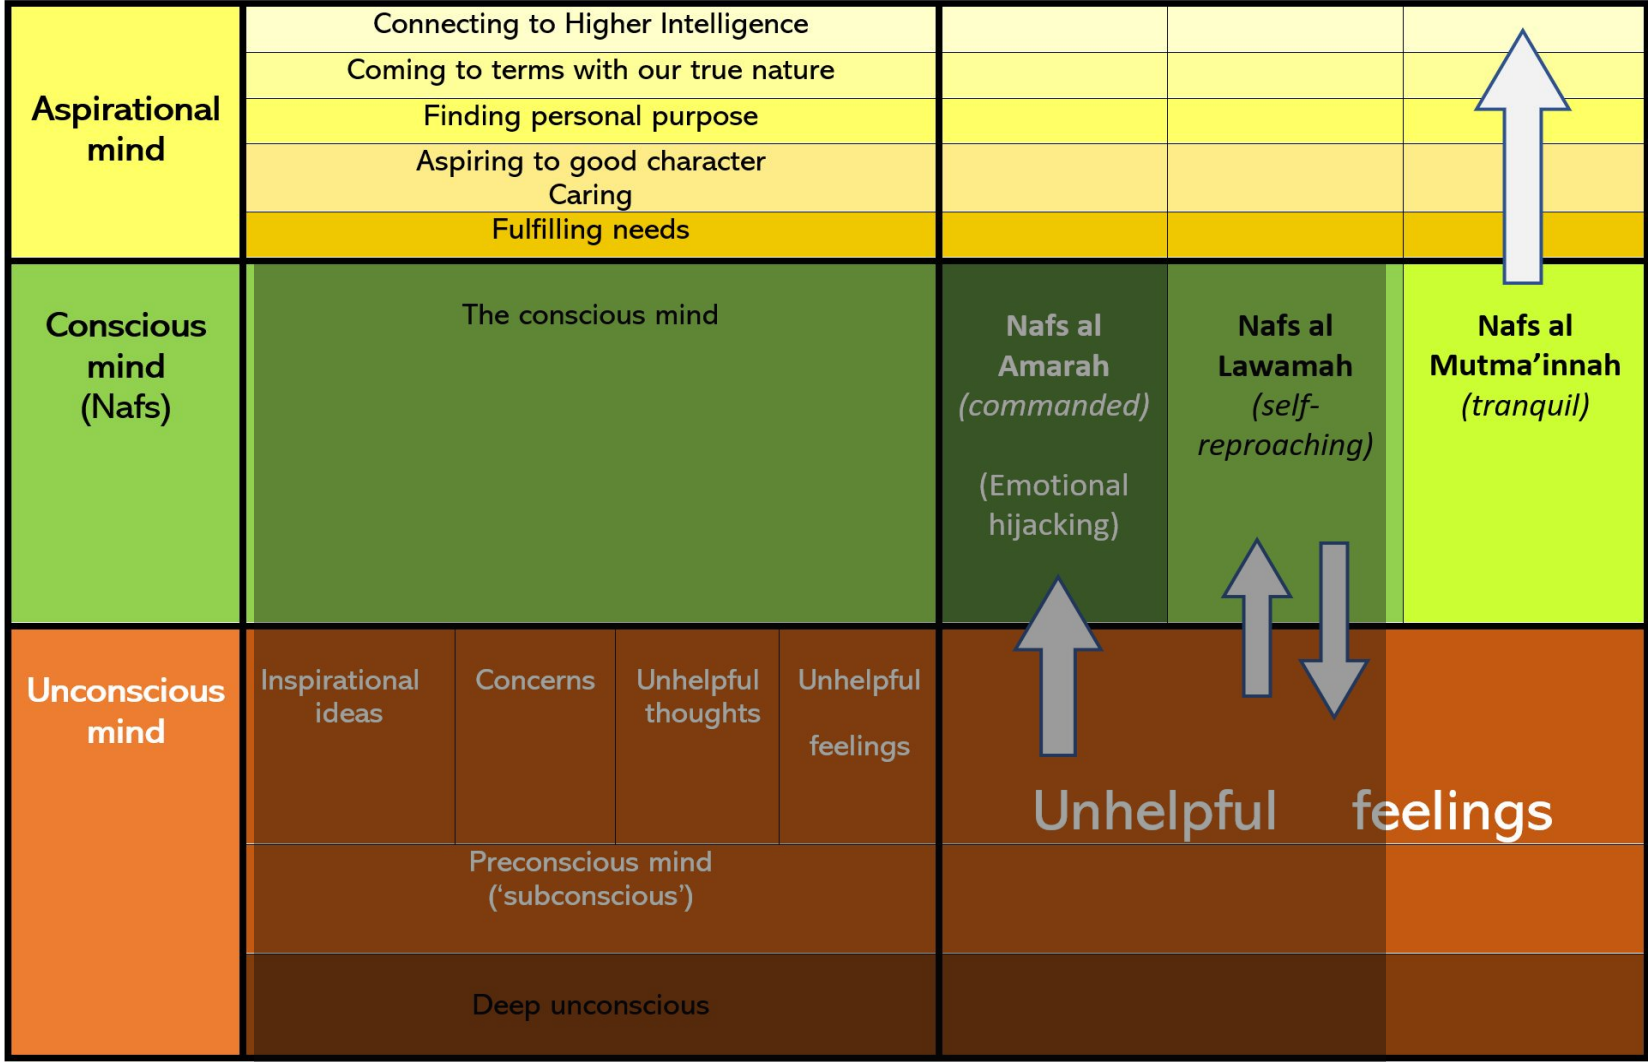 Connecting to Higher Intelligence
Coming to terms with our true nature
Finding personal purpose
Aspiring to good character
Caring
Fulfilling needs
Aspirational
mind
Conscious
mind
(Nafs)
The conscious mind
Nafs al
Amarah
(commanded)
(Emotional
hijacking)
Nafs al
Lawamah
(self-
reproaching)
Nafs al
Mutma’innah
(tranquil)
Unconscious
mind
Inspirational
ideas
Concerns
Unhelpful
thoughts
Unhelpful
feelings
Unhelpful feelings
Preconscious mind
(‘subconscious’)
Deep unconscious